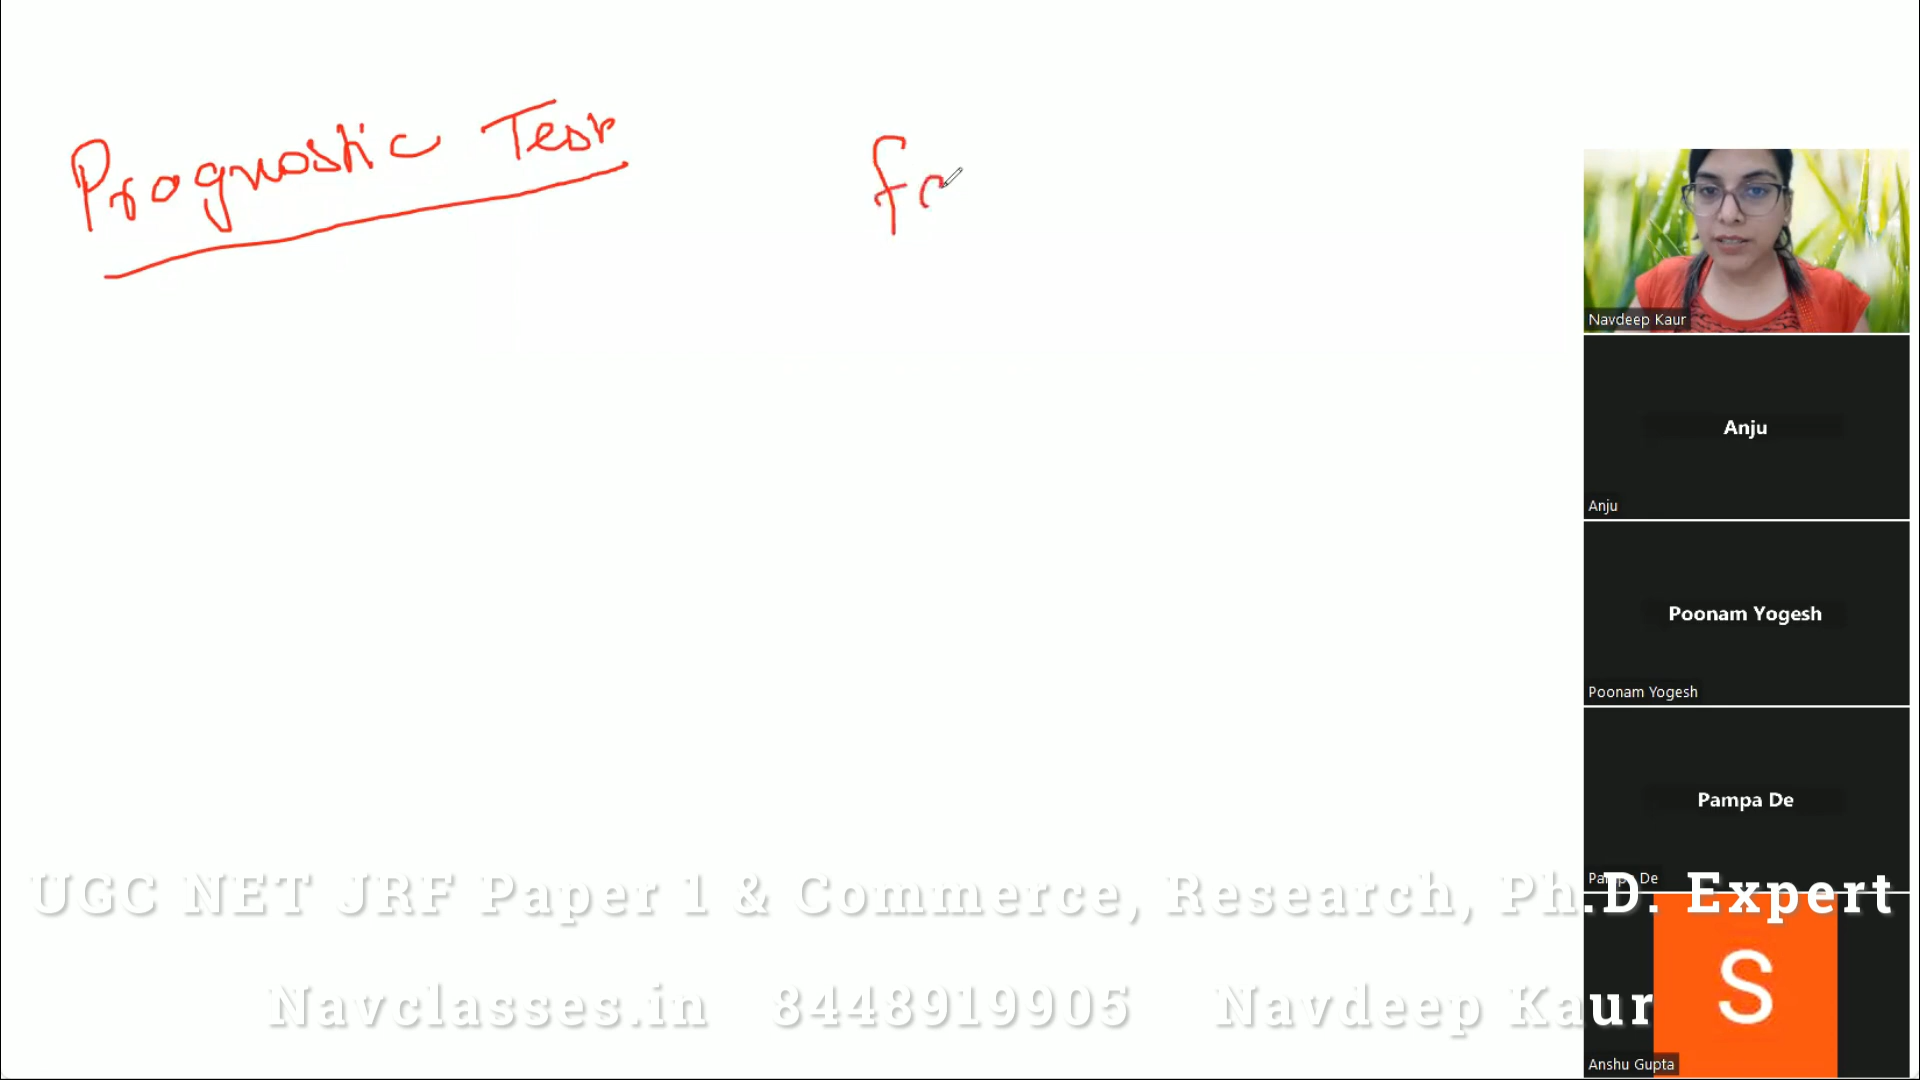 Prognostic Test
Navdeep Kaur
Anju
Anju
Poonam Yogesh
Poonam Yogesh
Pampa De
De
UGC NET JRF Paper 1 & Commerce, Research, Ph.D. Expert
S
Navclasses.in 8448919905 Navdeep Kaur
Anshu Gupta